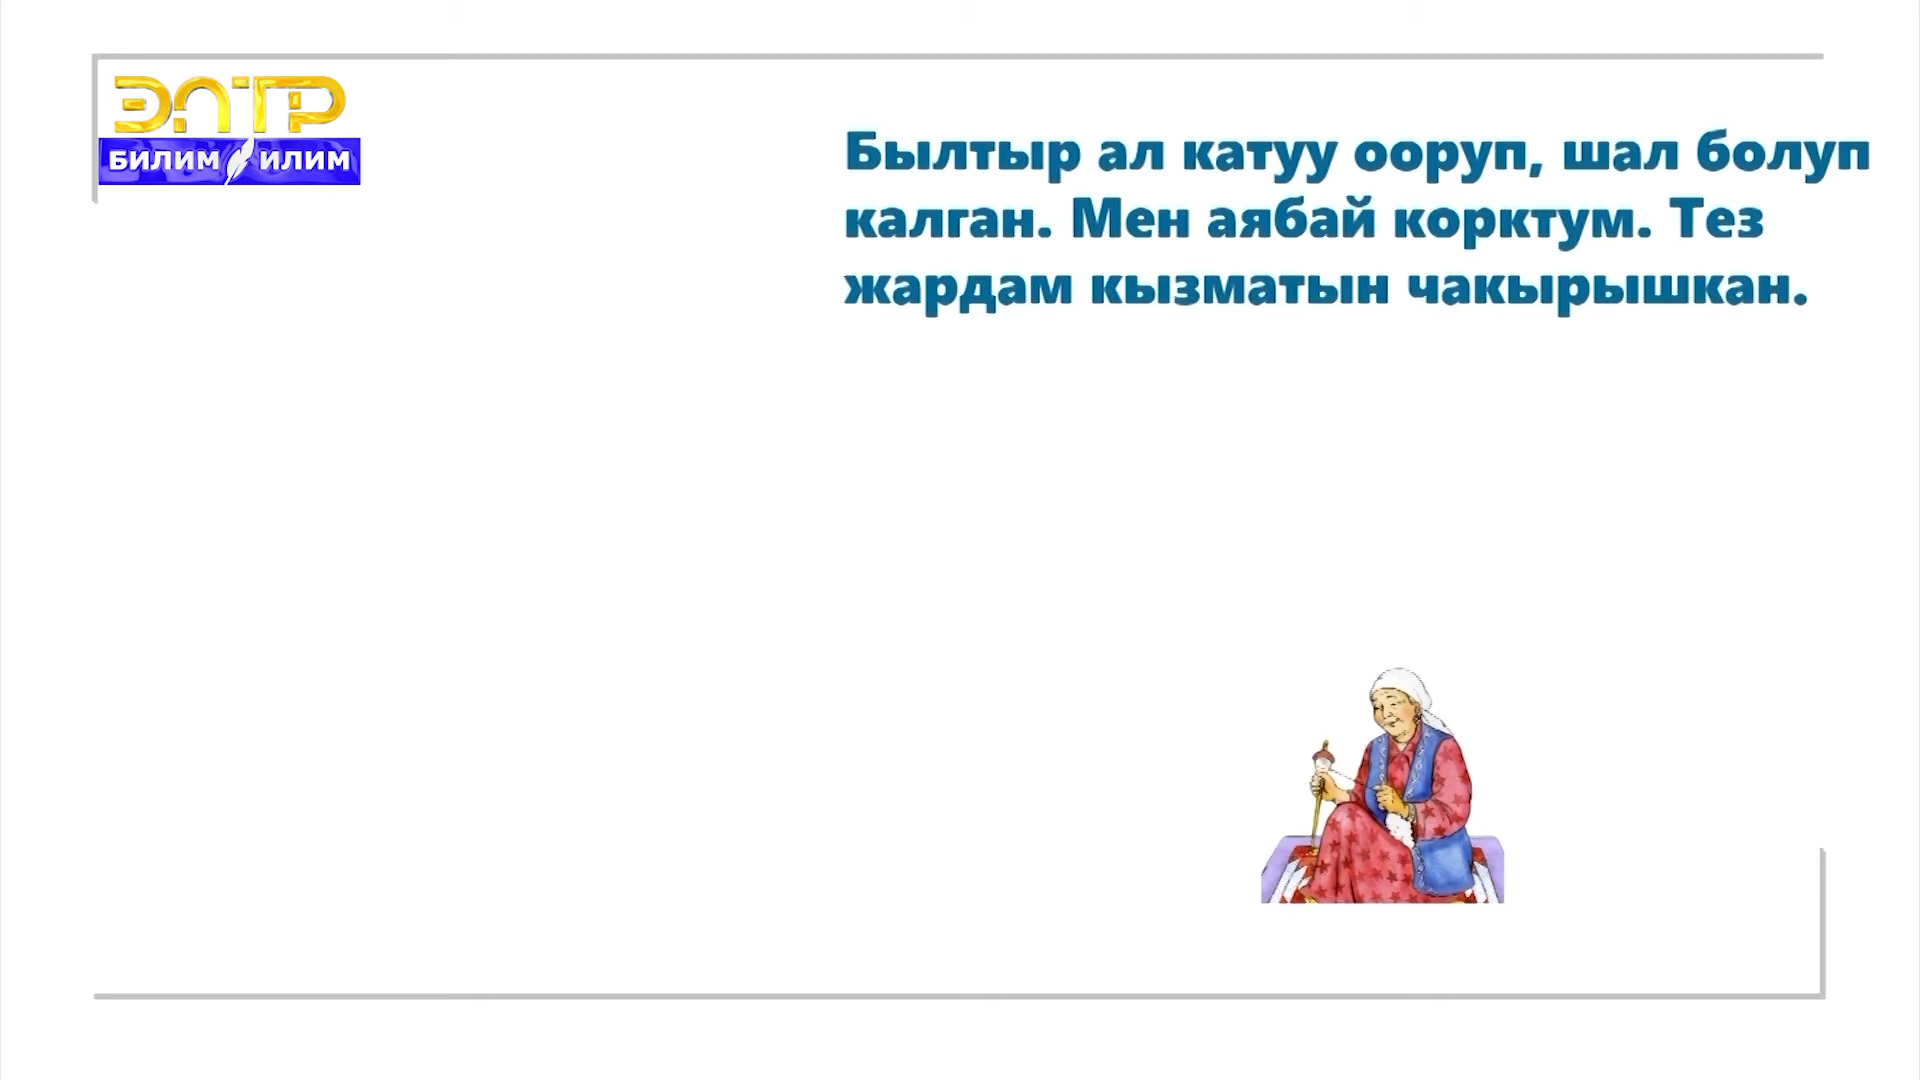 ЭЛТР
БИЛИМ ИЛИМ
Былтыр ал катуу ооруп, шал болуп
калган. Мен аябай корктум. Тез
жардам кызматын чакырышкан.